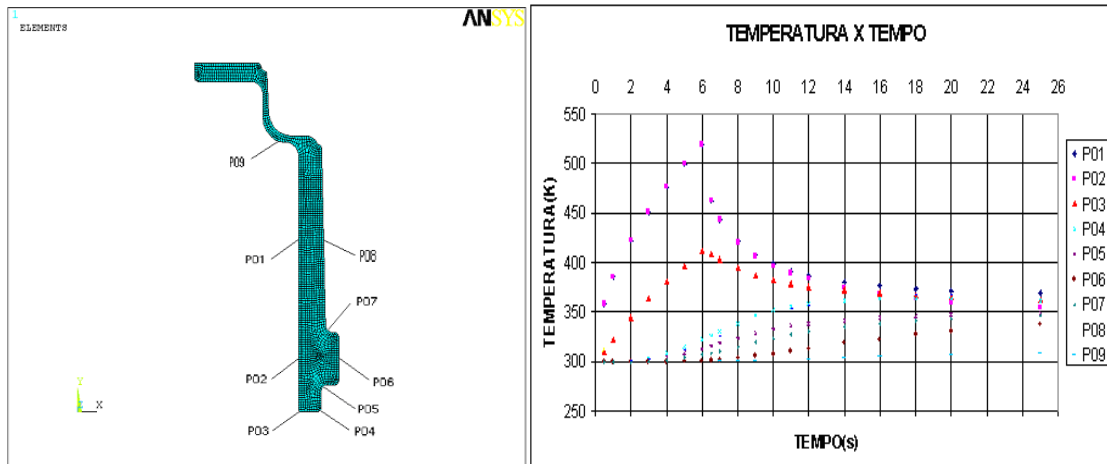 1
ELEMENTS
ANSYS
P09
P01
P08
P07
P02
P06
P05
P03
P04
Y
Z X
TEMPERATURA X TEMPO
0 2 4 6 8 10 12 14 16 18 20 22 24 26
550
500
450
400
350
300
250
TEMPERATURA(K)
TEMPO(s)
P01
P02
P03
P04
P05
P06
P07
P08
P09